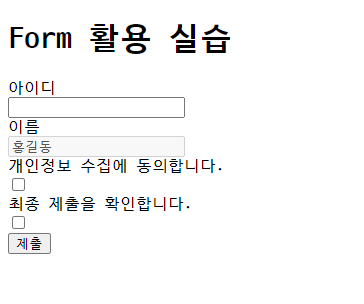 Form 활용 실습
아이디
이름
홍길동
개인정보 수집에 동의합니다.
최종 제출을 확인합니다.
제출